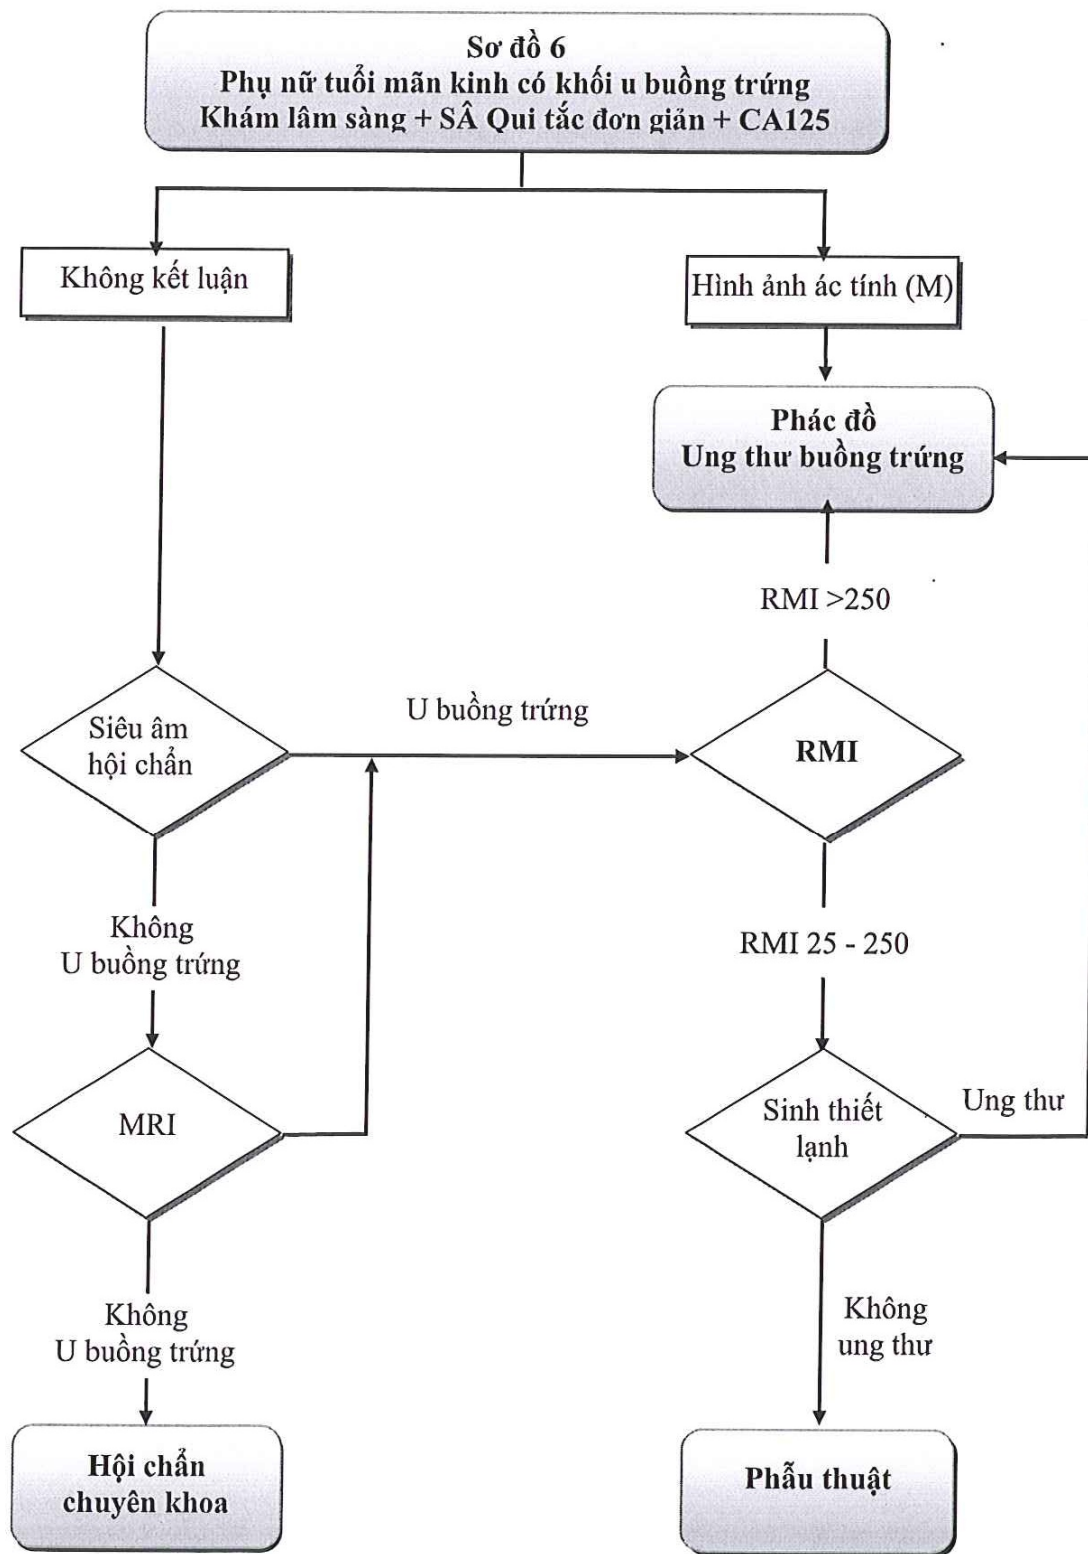 Sơ đồ 6
Phụ nữ tuổi mãn kinh có khối u buồng trứng
Khám lâm sàng + SÂ Qui tắc đơn giản + CA125
Không kết luận
Hình ảnh ác tính (M)
Phác đồ
Ung thư buồng trứng
RMI >250
Siêu âm
hội chẩn
U buồng trứng
RMI
Không
U buồng trứng
RMI 25 - 250
MRI
Sinh thiết
lạnh
Ung thư
Không
U buồng trứng
Không
ung thư
Hội chẩn
chuyên khoa
Phẫu thuật